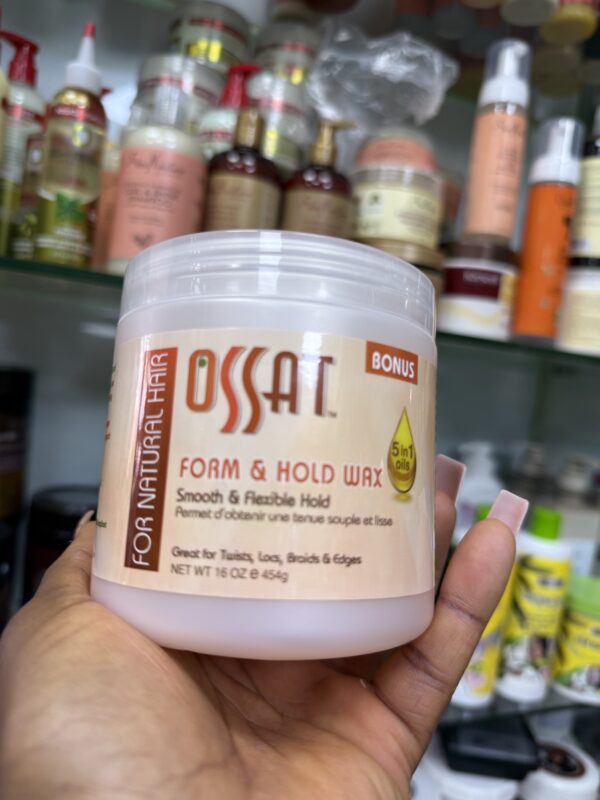 FOR NATURAL HAIR
OSSAT™
BONUS
5 in 1
oils
FORM & HOLD WAX
Smooth & Flexible Hold
Permet d'obtenir une tenue souple et lisse
Great for Twists, Locs, Braids & Edges
NET WT 16 OZ e 454g